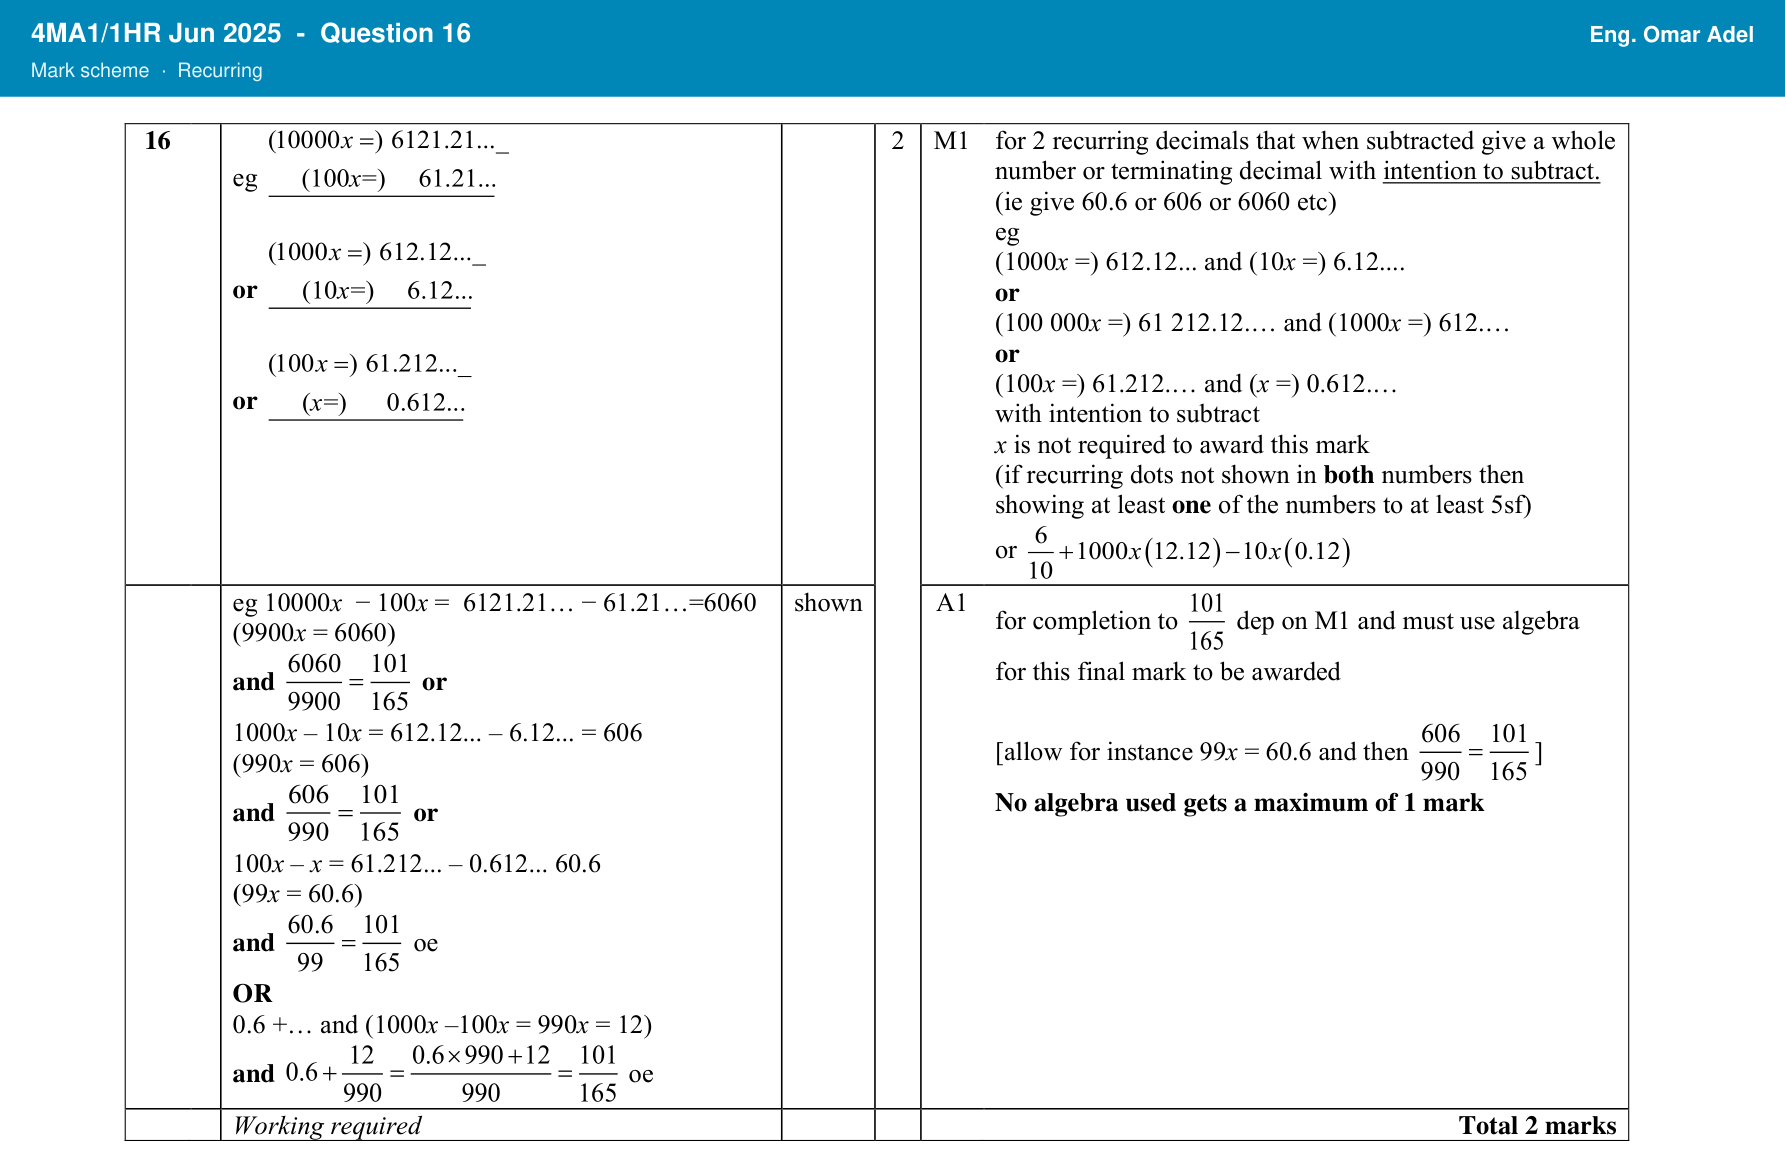 4MA1/1HR Jun 2025 - Question 16
Eng. Omar Adel
Mark scheme · Recurring
16
(10000x =) 6121.21..._
eg (100x=) 61.21...
(1000x =) 612.12..._
or (10x=) 6.12...
(100x =) 61.212..._
or (x=) 0.612...
2
M1
for 2 recurring decimals that when subtracted give a whole
number or terminating decimal with intention to subtract.
(ie give 60.6 or 606 or 6060 etc)
eg
(1000x =) 612.12... and (10x =) 6.12....
or
(100 000x =) 61 212.12.… and (1000x =) 612.…
or
(100x =) 61.212.… and (x =) 0.612.…
with intention to subtract
x is not required to award this mark
(if recurring dots not shown in both numbers then
showing at least one of the numbers to at least 5sf)
or 6/10 + 1000x(12.12) − 10x(0.12)
eg 10000x − 100x = 6121.21… − 61.21…=6060
(9900x = 6060)
and 6060/9900 = 101/165 or
1000x – 10x = 612.12... – 6.12... = 606
(990x = 606)
and 606/990 = 101/165 or
100x – x = 61.212... – 0.612... 60.6
(99x = 60.6)
and 60.6/99 = 101/165 oe
OR
0.6 +… and (1000x –100x = 990x = 12)
and 0.6 + 12/990 = 0.6×990+12/990 = 101/165 oe
shown
A1
for completion to 101/165 dep on M1 and must use algebra
for this final mark to be awarded
[allow for instance 99x = 60.6 and then 606/990 = 101/165 ]
No algebra used gets a maximum of 1 mark
Working required
Total 2 marks